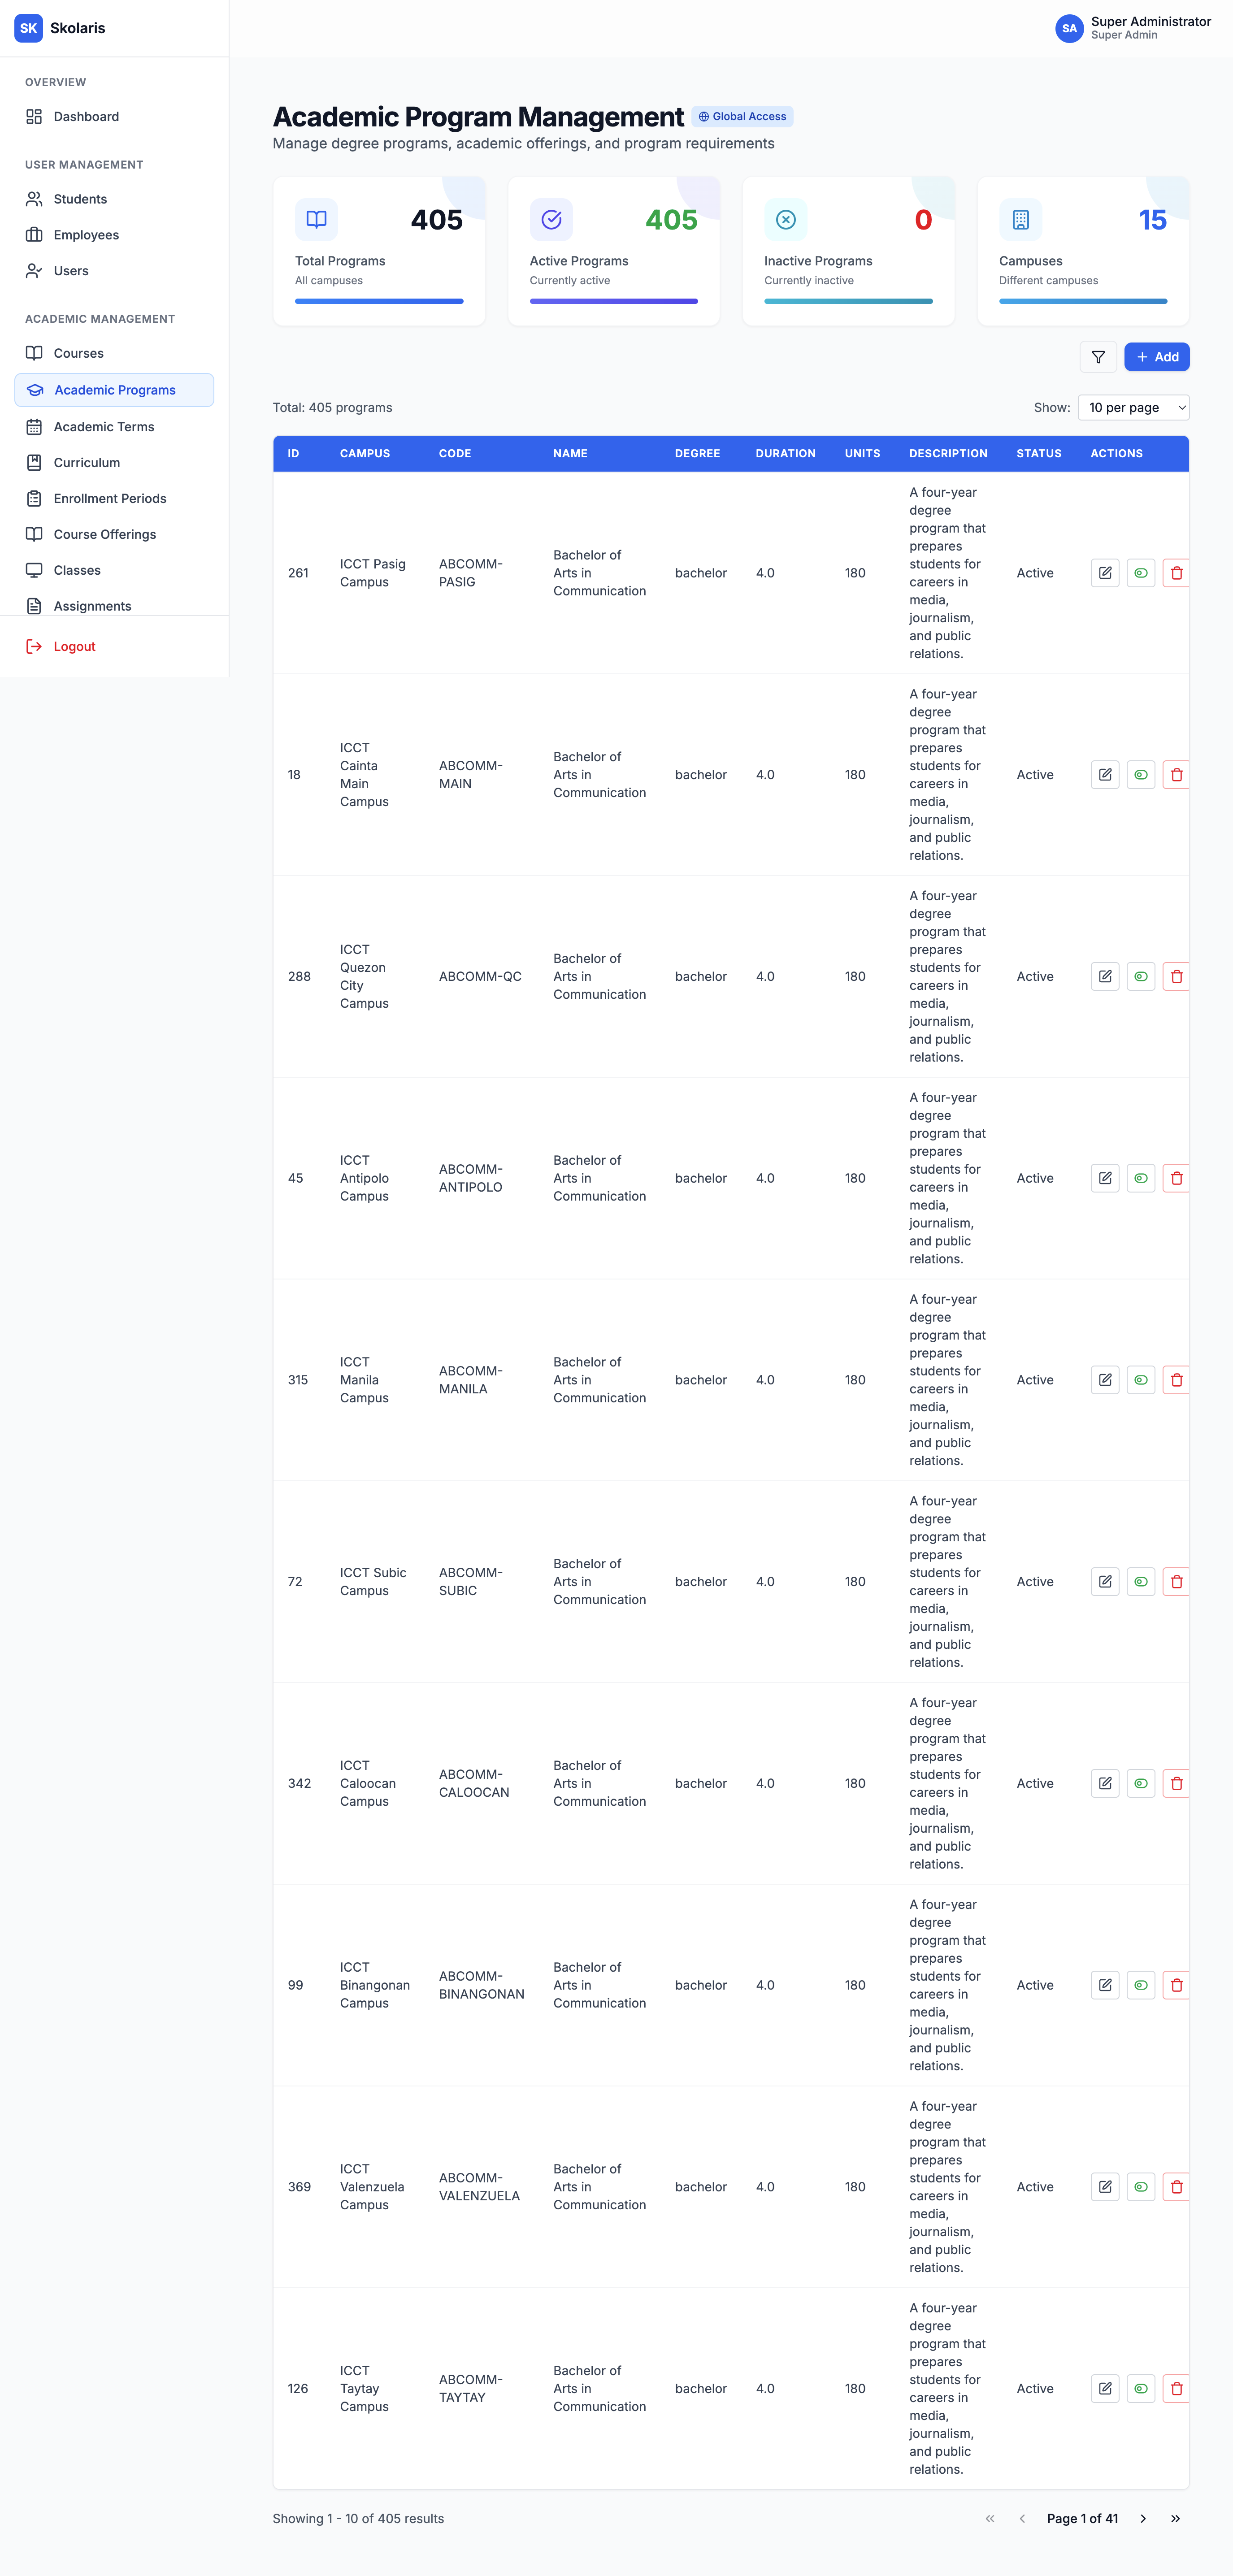 SK Skolaris
SA Super Administrator
Super Admin
OVERVIEW
Dashboard
USER MANAGEMENT
Students
Employees
Users
ACADEMIC MANAGEMENT
Courses
Academic Programs
Academic Terms
Curriculum
Enrollment Periods
Course Offerings
Classes
Assignments
Logout
Academic Program Management Global Access
Manage degree programs, academic offerings, and program requirements
405
Total Programs
All campuses
405
Active Programs
Currently active
0
Inactive Programs
Currently inactive
15
Campuses
Different campuses
Add
Total: 405 programs
Show: 10 per page
ID CAMPUS CODE NAME DEGREE DURATION UNITS DESCRIPTION STATUS ACTIONS
261
ICCT Pasig
Campus
ABCOMM-
PASIG
Bachelor of
Arts in
Communication
bachelor
4.0
180
A four-year
degree
program that
prepares
students for
careers in
media,
journalism,
and public
relations.
Active
18
ICCT
Cainta
Main
Campus
ABCOMM-
MAIN
Bachelor of
Arts in
Communication
bachelor
4.0
180
A four-year
degree
program that
prepares
students for
careers in
media,
journalism,
and public
relations.
Active
288
ICCT
Quezon
City
Campus
ABCOMM-QC
Bachelor of
Arts in
Communication
bachelor
4.0
180
A four-year
degree
program that
prepares
students for
careers in
media,
journalism,
and public
relations.
Active
45
ICCT
Antipolo
Campus
ABCOMM-
ANTIPOLO
Bachelor of
Arts in
Communication
bachelor
4.0
180
A four-year
degree
program that
prepares
students for
careers in
media,
journalism,
and public
relations.
Active
315
ICCT
Manila
Campus
ABCOMM-
MANILA
Bachelor of
Arts in
Communication
bachelor
4.0
180
A four-year
degree
program that
prepares
students for
careers in
media,
journalism,
and public
relations.
Active
72
ICCT Subic
Campus
ABCOMM-
SUBIC
Bachelor of
Arts in
Communication
bachelor
4.0
180
A four-year
degree
program that
prepares
students for
careers in
media,
journalism,
and public
relations.
Active
342
ICCT
Caloocan
Campus
ABCOMM-
CALOOCAN
Bachelor of
Arts in
Communication
bachelor
4.0
180
A four-year
degree
program that
prepares
students for
careers in
media,
journalism,
and public
relations.
Active
99
ICCT
Binangonan
Campus
ABCOMM-
BINANGONAN
Bachelor of
Arts in
Communication
bachelor
4.0
180
A four-year
degree
program that
prepares
students for
careers in
media,
journalism,
and public
relations.
Active
369
ICCT
Valenzuela
Campus
ABCOMM-
VALENZUELA
Bachelor of
Arts in
Communication
bachelor
4.0
180
A four-year
degree
program that
prepares
students for
careers in
media,
journalism,
and public
relations.
Active
126
ICCT
Taytay
Campus
ABCOMM-
TAYTAY
Bachelor of
Arts in
Communication
bachelor
4.0
180
A four-year
degree
program that
prepares
students for
careers in
media,
journalism,
and public
relations.
Active
Showing 1 - 10 of 405 results
Page 1 of 41